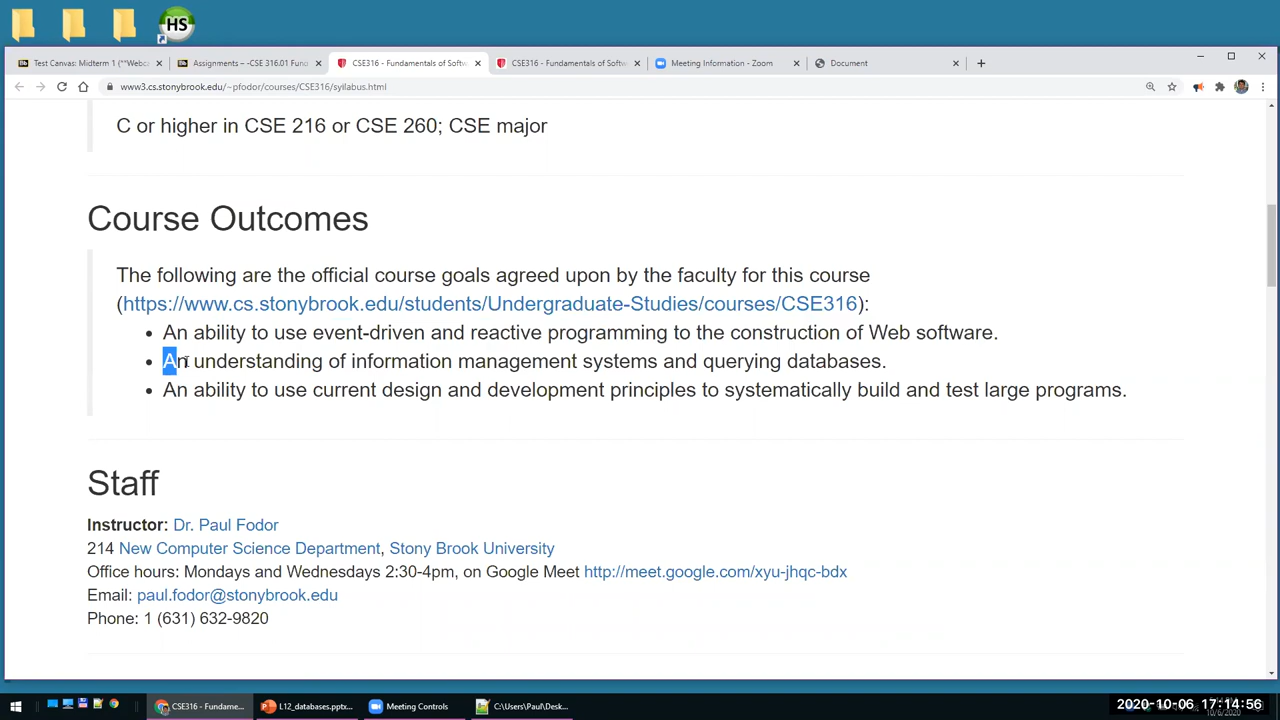 HS
Test Canvas: Midterm 1 (**Webc
Assignments – -CSE 316.01 Fund
CSE316 - Fundamentals of Softw
CSE316 - Fundamentals of Softw
Meeting Information - Zoom
Document
www3.cs.stonybrook.edu/~pfodor/courses/CSE316/syllabus.html
C or higher in CSE 216 or CSE 260; CSE major
Course Outcomes
The following are the official course goals agreed upon by the faculty for this course
(https://www.cs.stonybrook.edu/students/Undergraduate-Studies/courses/CSE316):
• An ability to use event-driven and reactive programming to the construction of Web software.
• An understanding of information management systems and querying databases.
• An ability to use current design and development principles to systematically build and test large programs.
Staff
Instructor: Dr. Paul Fodor
214 New Computer Science Department, Stony Brook University
Office hours: Mondays and Wednesdays 2:30-4pm, on Google Meet http://meet.google.com/xyu-jhqc-bdx
Email: paul.fodor@stonybrook.edu
Phone: 1 (631) 632-9820
CSE316 - Fundame...
L12_databases.pptx...
Meeting Controls
C:\Users\Paul\Desk...
2020-10-06 17:14:56
10/6/2020